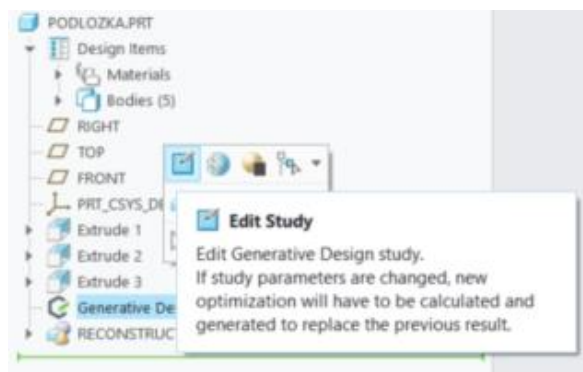 PODLOZKA.PRT
Design Items
Materials
Bodies (5)
RIGHT
TOP
FRONT
PRT_CSYS_DE
Extrude 1
Extrude 2
Extrude 3
Generative De
RECONSTRUC
Edit Study
Edit Generative Design study.
If study parameters are changed, new
optimization will have to be calculated and
generated to replace the previous result.